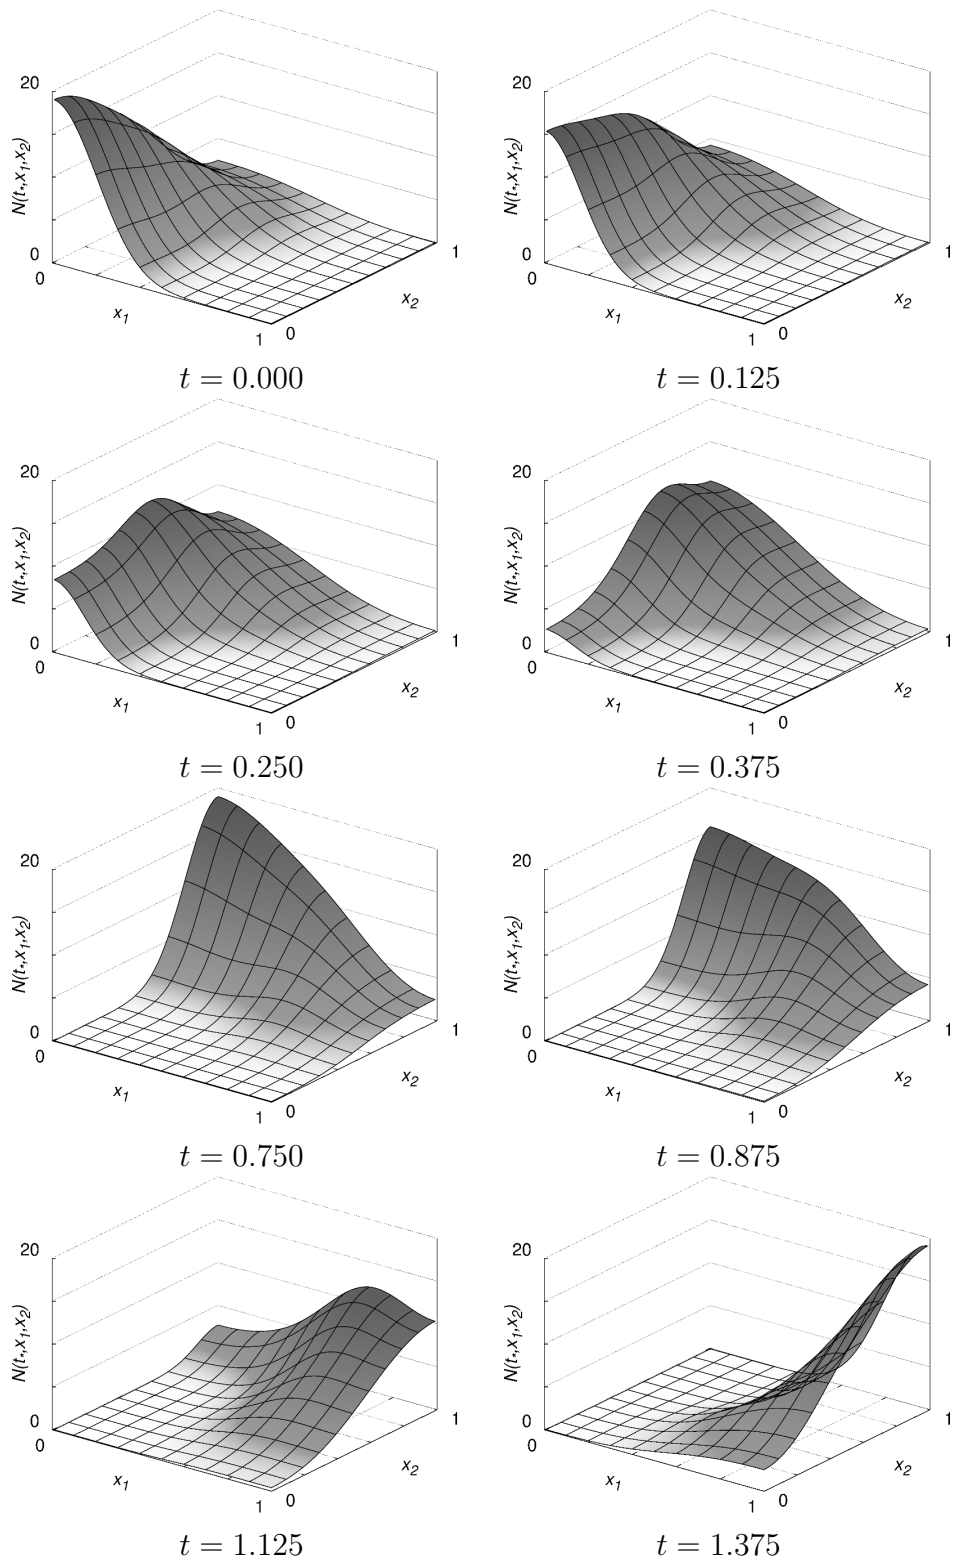 20 20
N(t*,x1,x2) N(t*,x1,x2)
0 0
0 1 0 1
x1 x2 x1 x2
1 0 1 0
t = 0.000 t = 0.125
20 20
N(t*,x1,x2) N(t*,x1,x2)
0 0
0 1 0 1
x1 x2 x1 x2
1 0 1 0
t = 0.250 t = 0.375
20 20
N(t*,x1,x2) N(t*,x1,x2)
0 0
0 1 0 1
x1 x2 x1 x2
1 0 1 0
t = 0.750 t = 0.875
20 20
N(t*,x1,x2) N(t*,x1,x2)
0 0
0 1 0 1
x1 x2 x1 x2
1 0 1 0
t = 1.125 t = 1.375